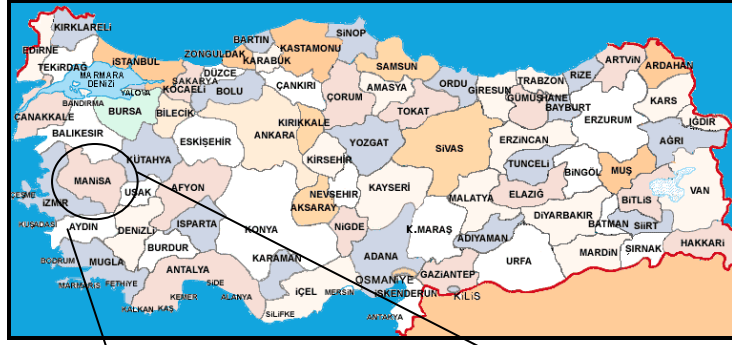 KIRKLARELİ
EDİRNE
TEKİRDAĞ
İSTANBUL
MARMARA
DENİZİ
YALOVA
KOCAELİ
SAKARYA
DÜZCE
ZONGULDAK
BARTIN
KARABÜK
KASTAMONU
SİNOP
SAMSUN
ORDU
GİRESUN
TRABZON
RİZE
ARTVİN
ARDAHAN
BANDIRMA
ÇANAKKALE
BURSA
BİLECİK
BOLU
ÇANKIRI
ÇORUM
AMASYA
TOKAT
GÜMÜŞHANE
BAYBURT
ERZURUM
KARS
IĞDIR
BALIKESIR
ESKİŞEHİR
ANKARA
KIRIKKALE
YOZGAT
SİVAS
ERZİNCAN
AĞRI
KÜTAHYA
KIRSEHİR
TUNCELİ
BİNGÖL
MUŞ
VAN
MANİSA
UŞAK
AFYON
NEVSEHIR
KAYSERİ
MALATYA
ELAZIĞ
BİTLİS
İZMİR
AKSARAY
KUŞADASI
AYDIN
DENİZLİ
ISPARTA
KONYA
NİGDE
K.MARAŞ
ADIYAMAN
DİYARBAKIR
BATMAN
SİİRT
BURDUR
KARAMAN
ADANA
MARDİN
ŞIRNAK
HAKKARİ
BODRUM
MUGLA
ANTALYA
OSMANİYE
GAZİANTEP
URFA
MARMARİS
FETHİYE
SİDE
KEMER
ALANYA
İÇEL
MERSİN
İSKENDERUN
KİLİS
KALKAN
KAŞ
SİLİFKE
ANTAKYA